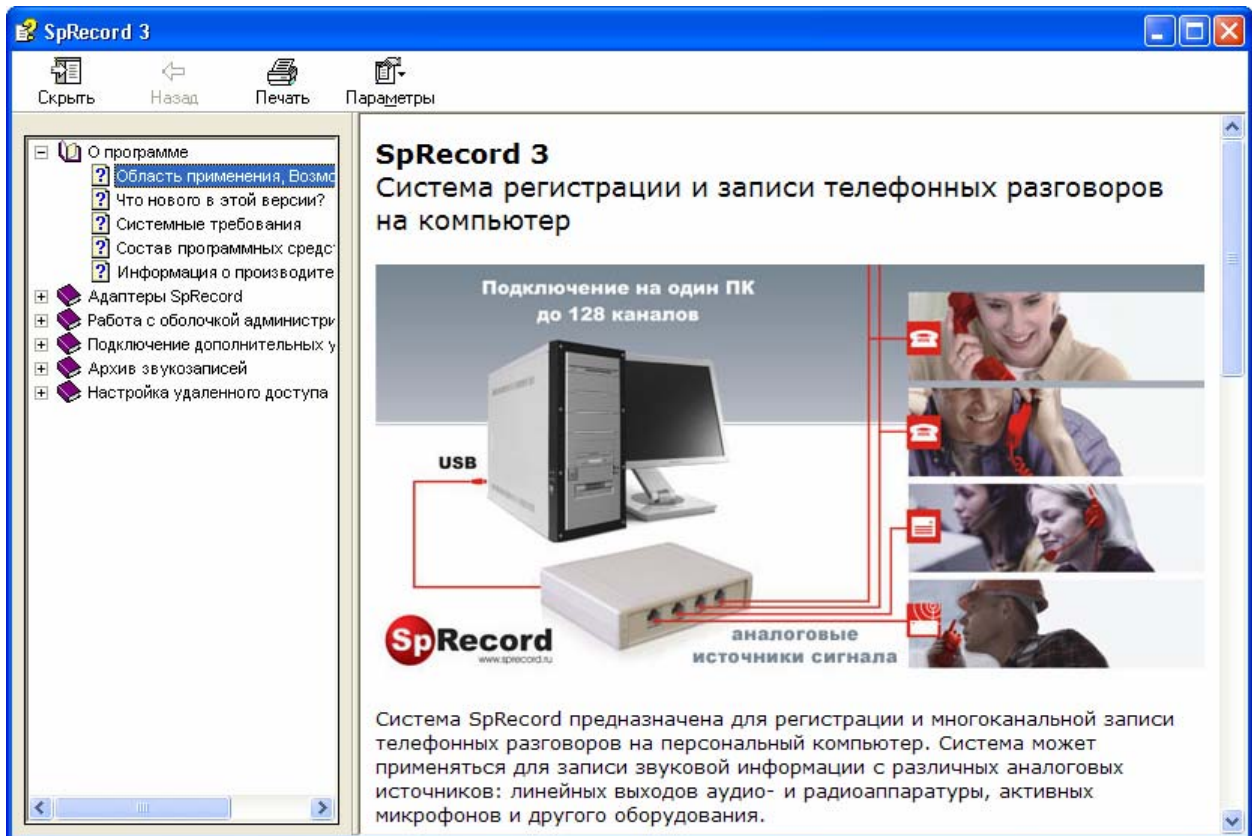 SpRecord 3
Скрыть Назад Печать Параметры
О программе
Область применения, Возмо
Что нового в этой версии?
Системные требования
Состав программных средс
Информация о производите
Адаптеры SpRecord
Работа с оболочкой администри
Подключение дополнительных у
Архив звукозаписей
Настройка удаленного доступа
SpRecord 3
Система регистрации и записи телефонных разговоров
на компьютер
Подключение на один ПК
до 128 каналов
USB
SpRecord
www.sprecord.ru
аналоговые
источники сигнала
Система SpRecord предназначена для регистрации и многоканальной записи
телефонных разговоров на персональный компьютер. Система может
применяться для записи звуковой информации с различных аналоговых
источников: линейных выходов аудио- и радиоаппаратуры, активных
микрофонов и другого оборудования.